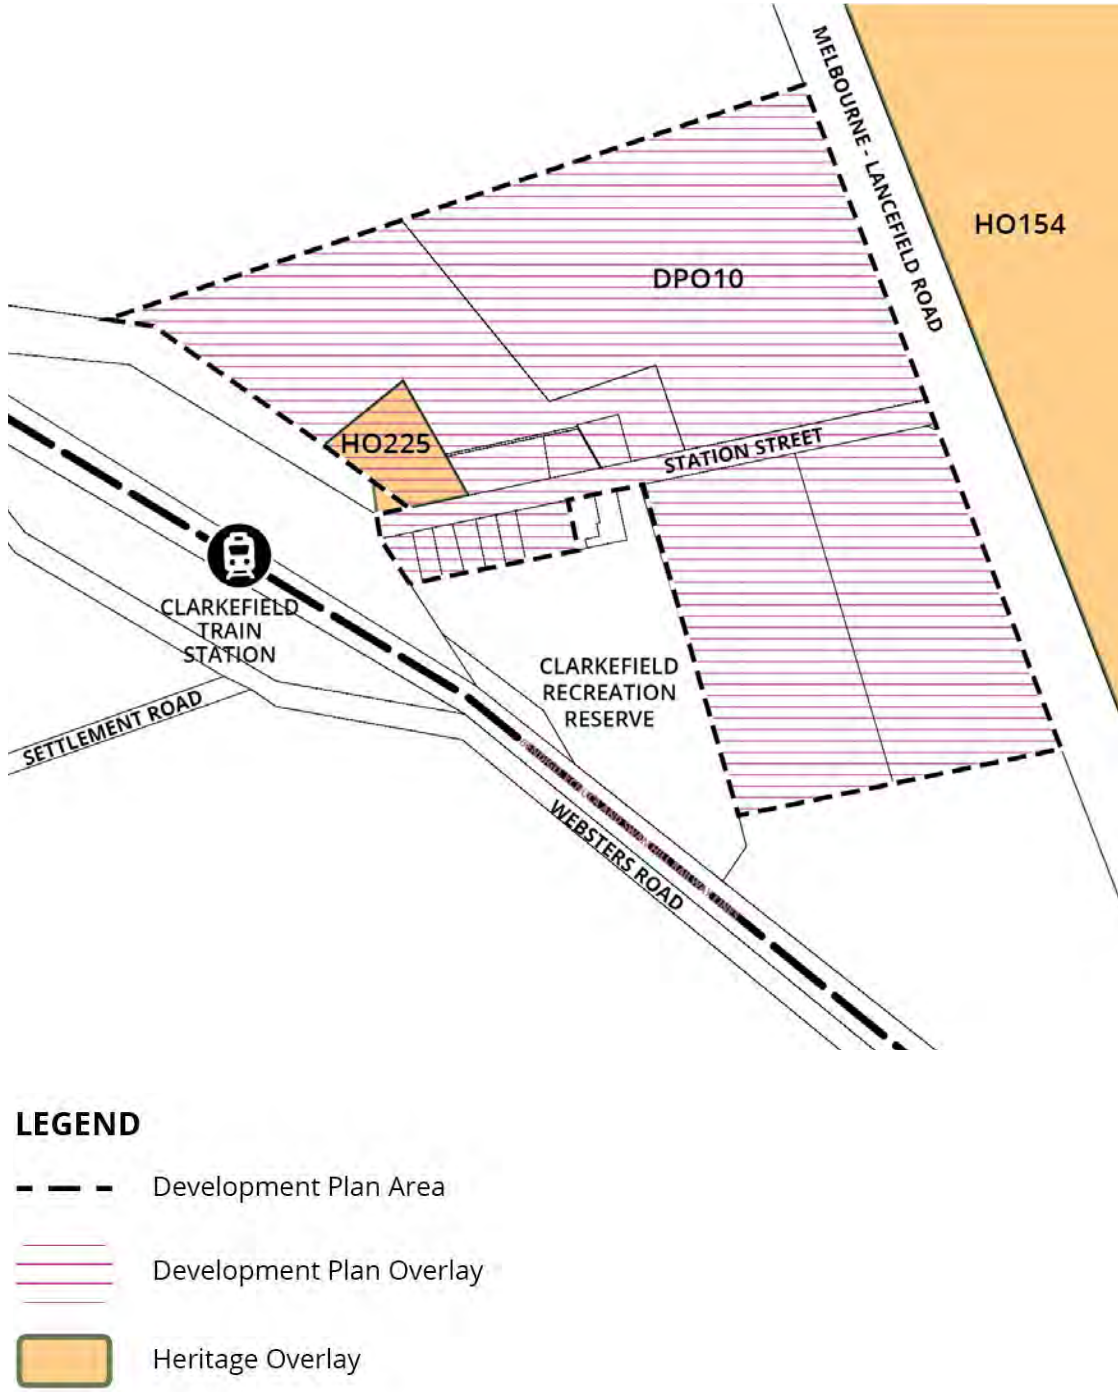 MELBOURNE - LANCEFIELD ROAD
HO154
DPO10
HO225
STATION STREET
CLARKEFIELD
TRAIN
STATION
CLARKEFIELD
RECREATION
RESERVE
SETTLEMENT ROAD
WEBSTERS ROAD
LEGEND
Development Plan Area
Development Plan Overlay
Heritage Overlay